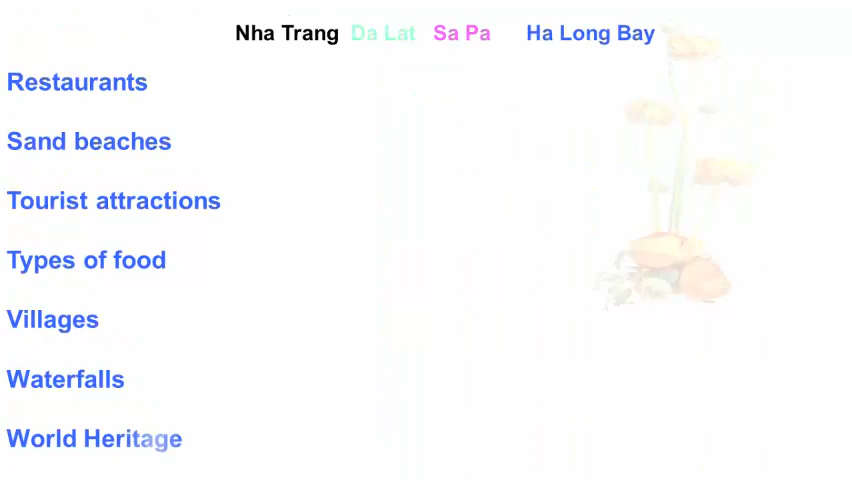 Nha Trang Da Lat Sa Pa Ha Long Bay
Restaurants
Sand beaches
Tourist attractions
Types of food
Villages
Waterfalls
World Heritage